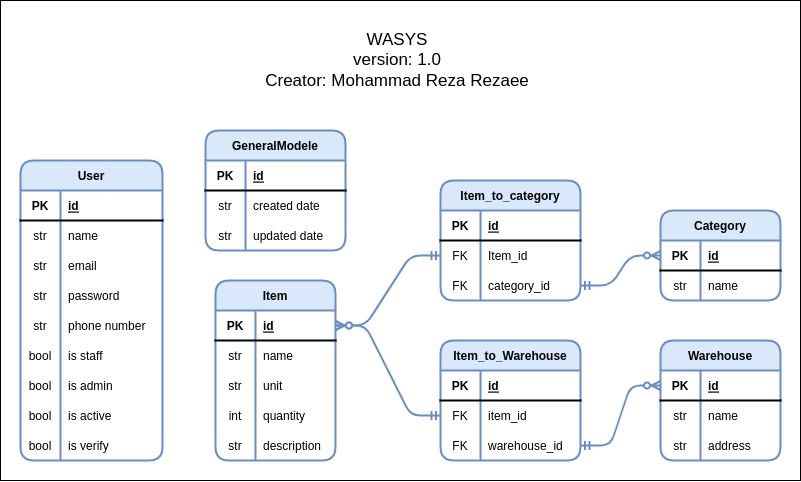 WASYS
version: 1.0
Creator: Mohammad Reza Rezaee
User
PK id
str name
str email
str password
str phone number
bool is staff
bool is admin
bool is active
bool is verify
GeneralModele
PK id
str created date
str updated date
Item
PK id
str name
str unit
int quantity
str description
Item_to_category
PK id
FK Item_id
FK category_id
Category
PK id
str name
Item_to_Warehouse
PK id
FK item_id
FK warehouse_id
Warehouse
PK id
str name
str address